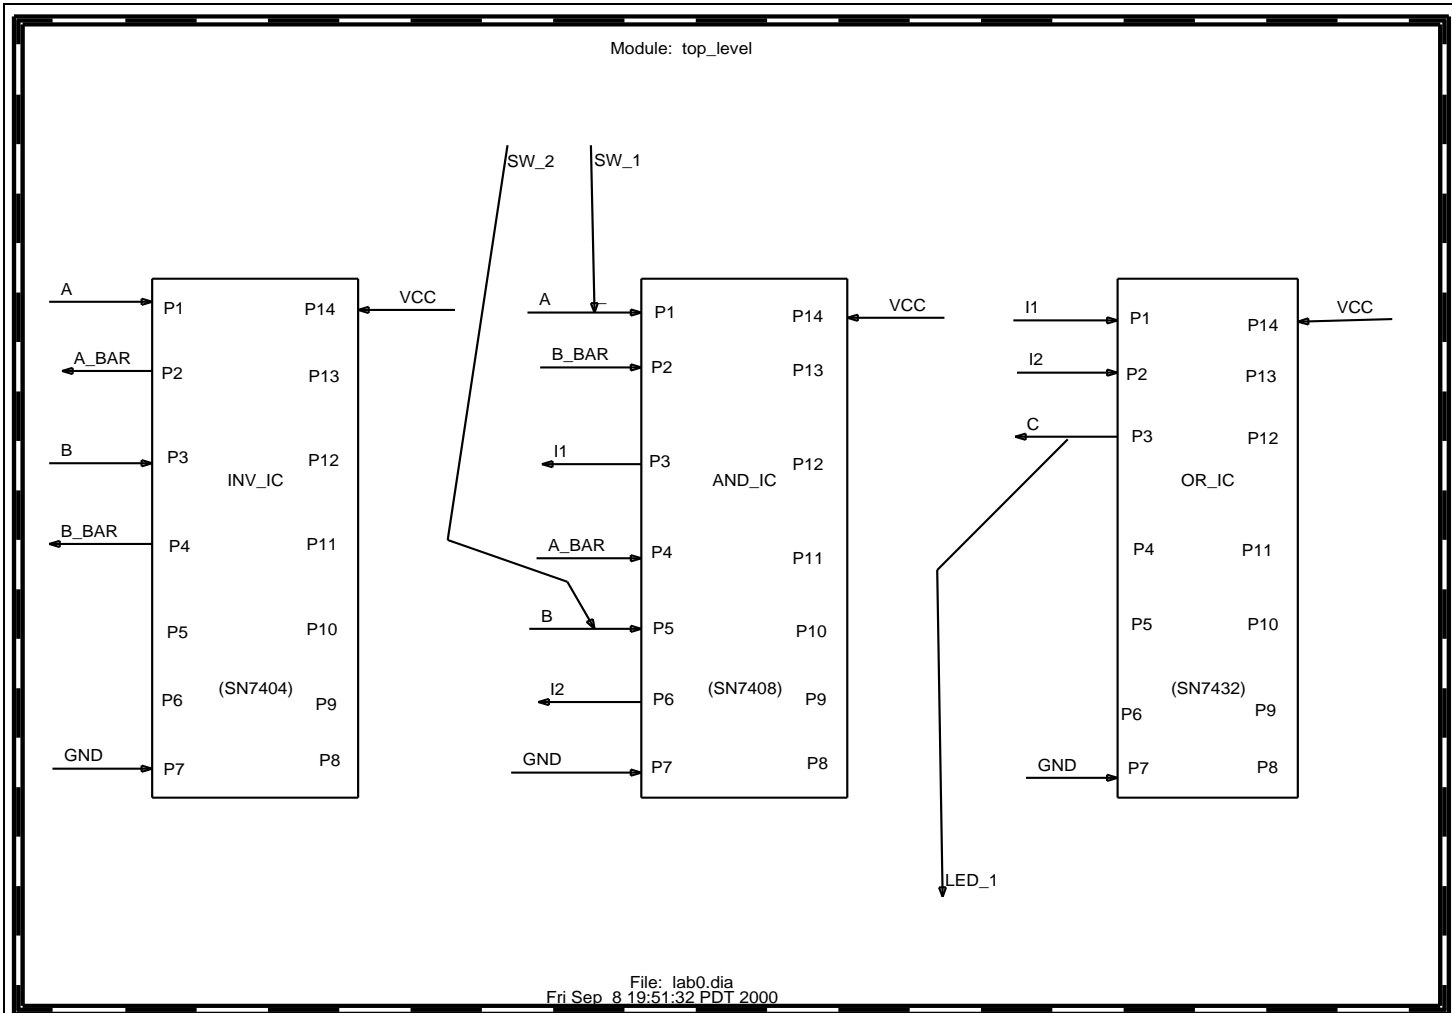 Module: top_level
SW_2
SW_1
A
P1
P14
VCC
A_BAR
P2
P13
B
P3
P12
INV_IC
B_BAR
P4
P11
P5
P10
(SN7404)
P6
P9
GND
P7
P8
A
_
P1
P14
VCC
B_BAR
P2
P13
I1
P3
P12
AND_IC
A_BAR
P4
P11
B
P5
P10
I2
P6
(SN7408)
P9
GND
P7
P8
I1
P1
P14
VCC
I2
P2
P13
C
P3
P12
OR_IC
P4
P11
P5
P10
(SN7432)
P6
P9
GND
P7
P8
LED_1
File: lab0.dia
Fri Sep 8 19:51:32 PDT 2000